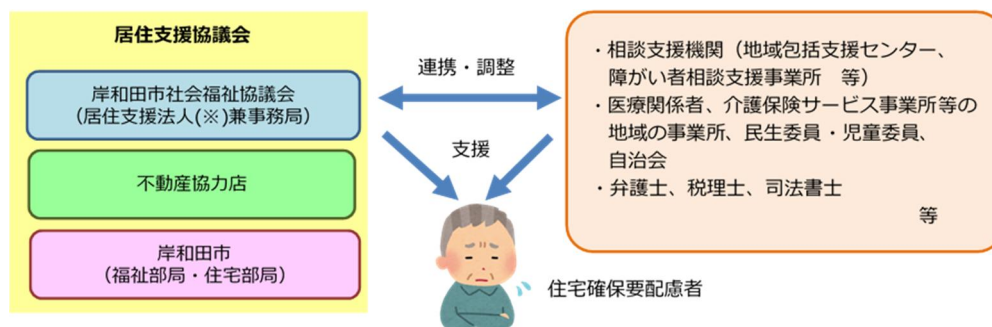 居住支援協議会
岸和田市社会福祉協議会
（居住支援法人(※)兼事務局）
不動産協力店
岸和田市
（福祉部局・住宅部局）
連携・調整
支援
・相談支援機関（地域包括支援センター、
障がい者相談支援事業所　等）
・医療関係者、介護保険サービス事業所等の
地域の事業所、民生委員・児童委員、
自治会
・弁護士、税理士、司法書士
等
住宅確保要配慮者